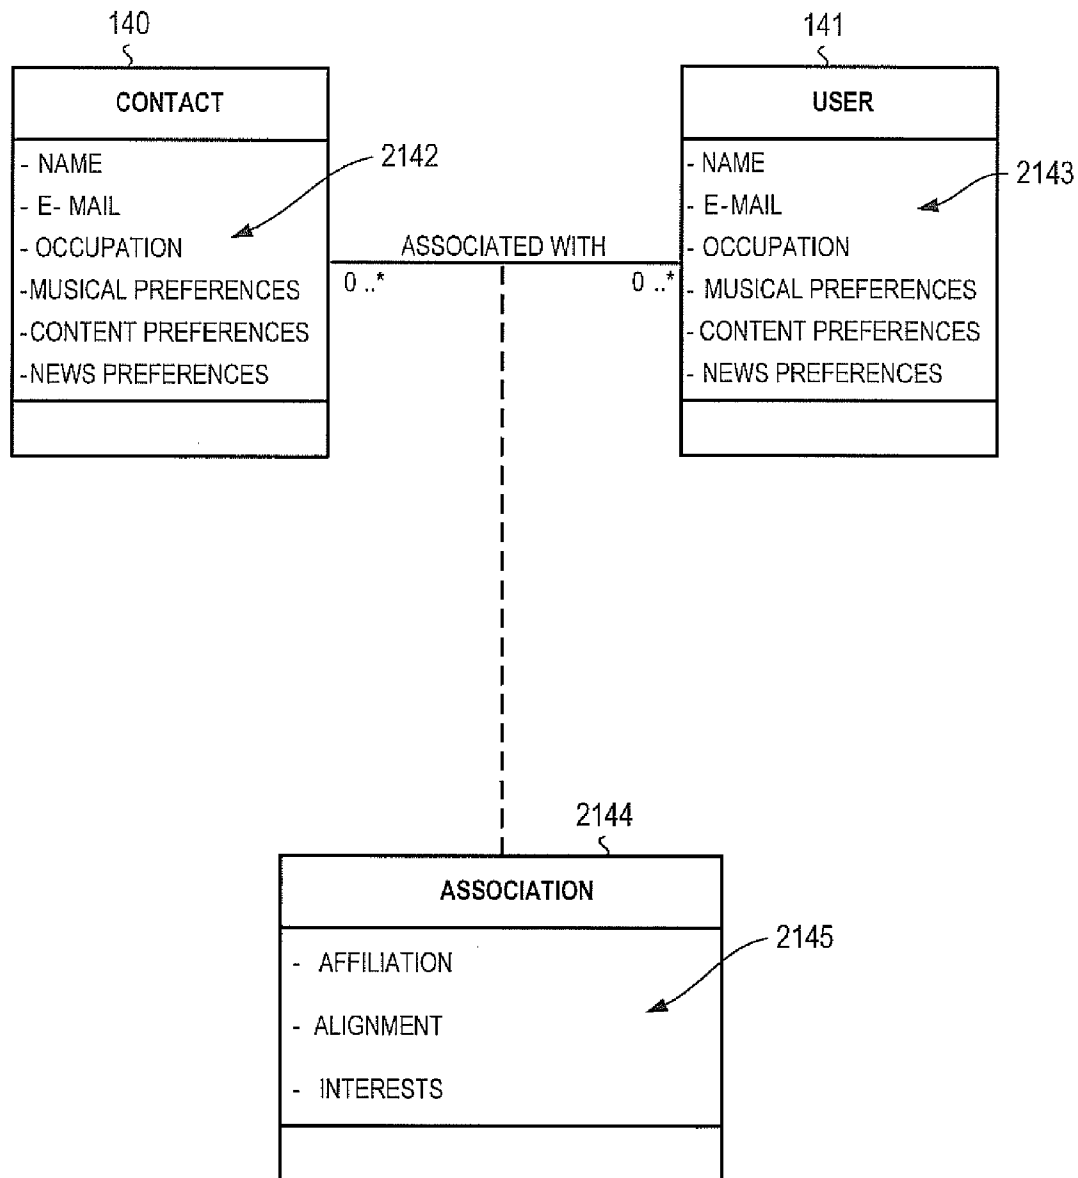 140
CONTACT
- NAME
- E- MAIL
- OCCUPATION
-MUSICAL PREFERENCES
-CONTENT PREFERENCES
-NEWS PREFERENCES
2142
ASSOCIATED WITH
0 ..*
0 ..*
141
USER
- NAME
- E-MAIL
- OCCUPATION
- MUSICAL PREFERENCES
-CONTENT PREFERENCES
- NEWS PREFERENCES
2143
2144
ASSOCIATION
- AFFILIATION
- ALIGNMENT
- INTERESTS
2145